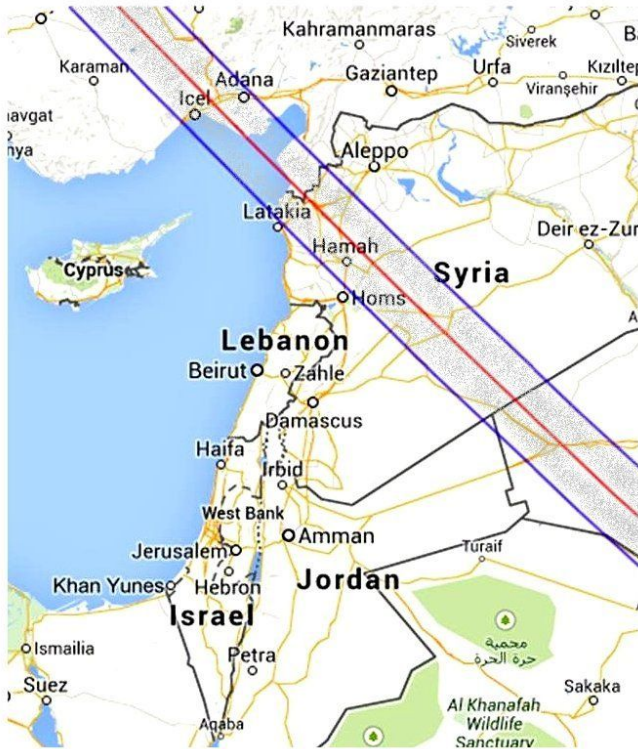 Kahramanmaras
Siverek
Ba
Karaman
Adana
Gaziantep
Urfa
Kızıltep
Viranşehir
Icel
avgat
nya
Aleppo
Latakia
Deir ez-Zur
Hamah
Cyprus
Syria
Homs
A
Lebanon
Beirut
Zahle
Damascus
Haifa
Irbid
West Bank
Amman
Jerusalem
Turaif
Khan Yunes
Hebron
Jordan
Israel
محمية
حرة الحرة
Ismailia
Petra
Suez
Sakaka
Al Khanafah
Wildlife
Sanctuary
Aqaba